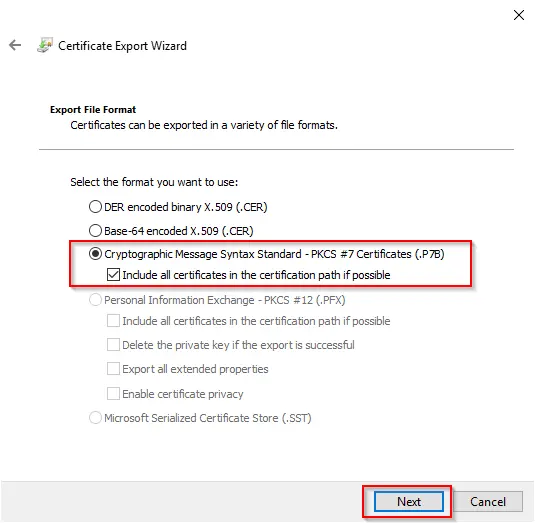 Certificate Export Wizard
Export File Format
Certificates can be exported in a variety of file formats.
Select the format you want to use:
DER encoded binary X.509 (.CER)
Base-64 encoded X.509 (.CER)
Cryptographic Message Syntax Standard - PKCS #7 Certificates (.P7B)
Include all certificates in the certification path if possible
Personal Information Exchange - PKCS #12 (.PFX)
Include all certificates in the certification path if possible
Delete the private key if the export is successful
Export all extended properties
Enable certificate privacy
Microsoft Serialized Certificate Store (.SST)
Next
Cancel